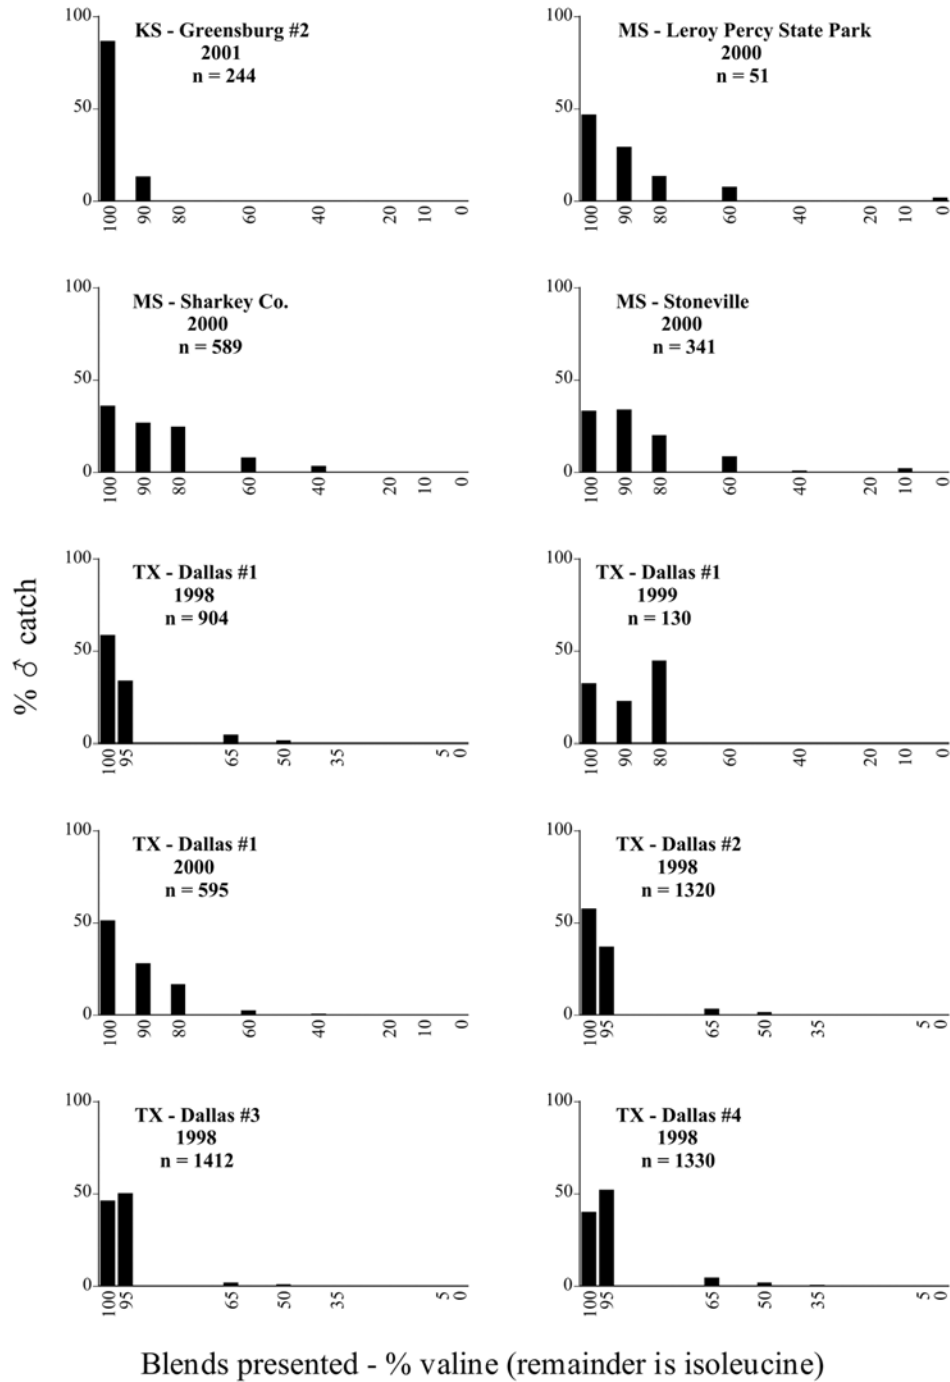 100
50
0
KS - Greensburg #2
2001
n = 244
100 90 80 60 40 20 10 0
100
50
0
MS - Leroy Percy State Park
2000
n = 51
100 90 80 60 40 20 10 0
100
50
0
MS - Sharkey Co.
2000
n = 589
100 90 80 60 40 20 10 0
100
50
0
MS - Stoneville
2000
n = 341
100 90 80 60 40 20 10 0
% ♂ catch
100
50
0
TX - Dallas #1
1998
n = 904
100 95 65 50 35 5 0
100
50
0
TX - Dallas #1
1999
n = 130
100 90 80 60 40 20 10 0
100
50
0
TX - Dallas #1
2000
n = 595
100 90 80 60 40 20 10 0
100
50
0
TX - Dallas #2
1998
n = 1320
100 95 65 50 35 5 0
100
50
0
TX - Dallas #3
1998
n = 1412
100 95 65 50 35 5 0
100
50
0
TX - Dallas #4
1998
n = 1330
100 95 65 50 35 5 0
Blends presented - % valine (remainder is isoleucine)